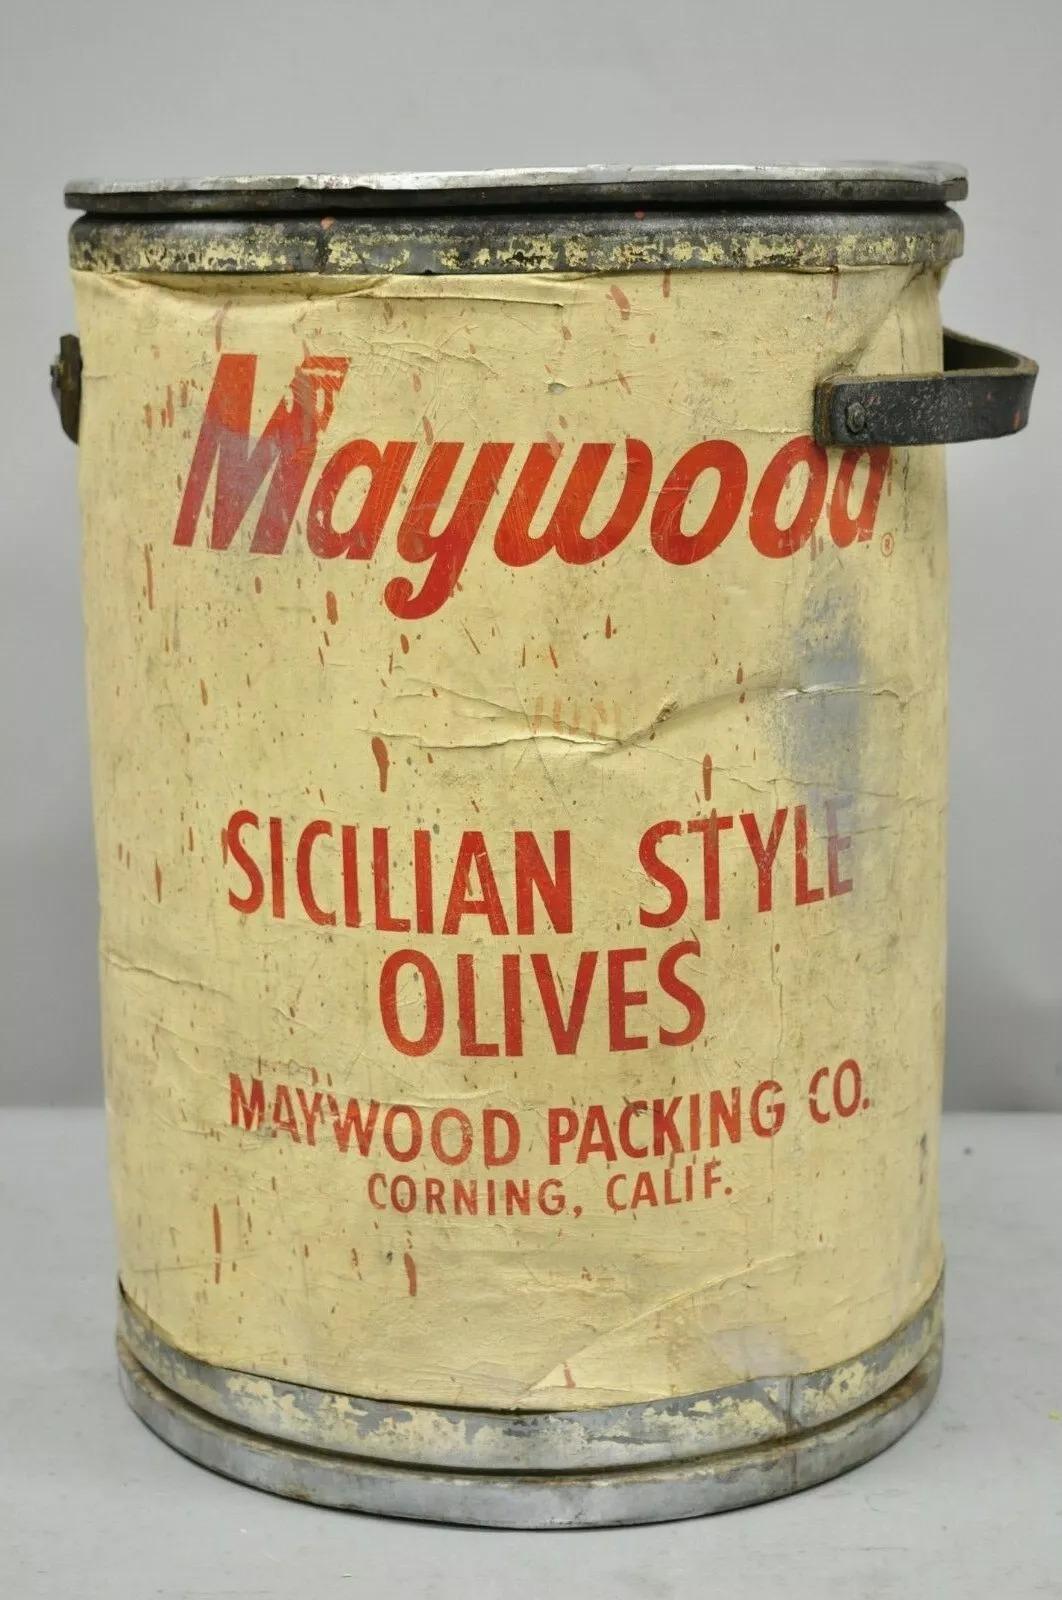 Maywood®
SICILIAN STYLE
OLIVES
MAYWOOD PACKING CO.
CORNING, CALIF.